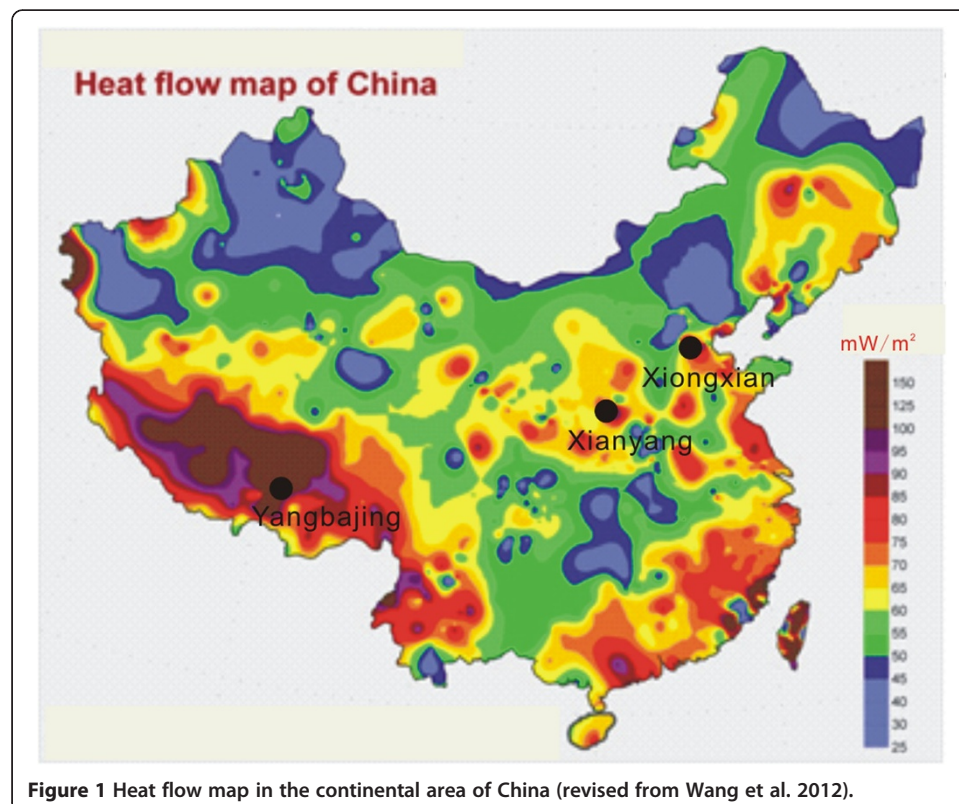 Heat flow map of China
mW/m²
Xiongxian
Xianyang
Yangbajing
150
125
100
95
90
85
80
75
70
65
60
55
50
45
40
30
25
Figure 1 Heat flow map in the continental area of China (revised from Wang et al. 2012).